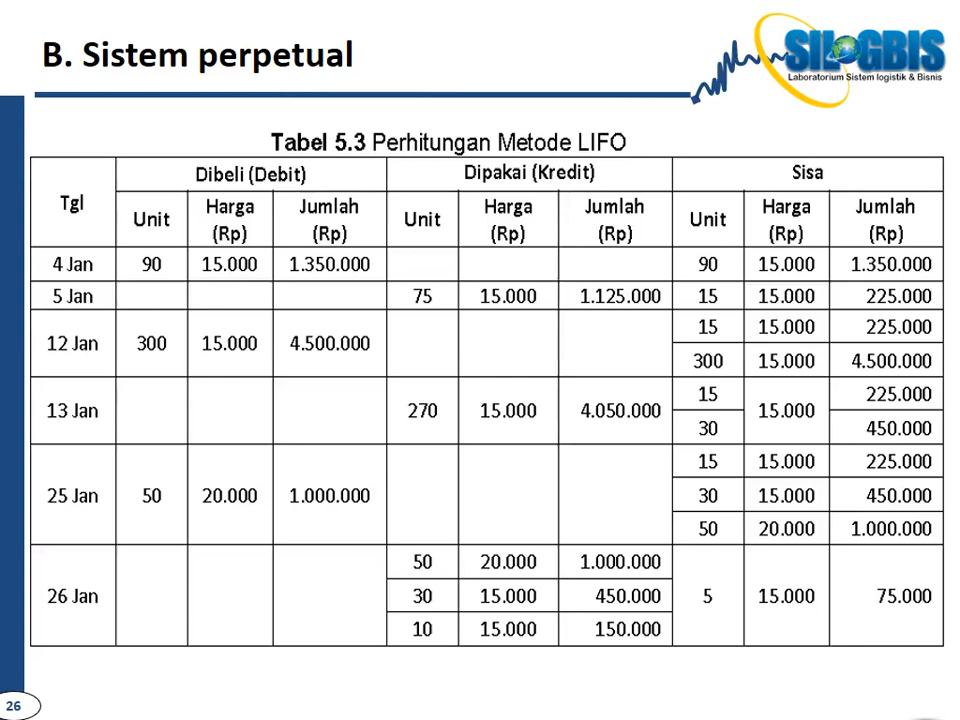 B. Sistem perpetual
SILOGBIS
Laboratorium Sistem logistik & Bisnis
Tabel 5.3 Perhitungan Metode LIFO
Tgl Dibeli (Debit) Dipakai (Kredit) Sisa
Unit Harga (Rp) Jumlah (Rp) Unit Harga (Rp) Jumlah (Rp) Unit Harga (Rp) Jumlah (Rp)
4 Jan 90 15.000 1.350.000 90 15.000 1.350.000
5 Jan 75 15.000 1.125.000 15 15.000 225.000
12 Jan 300 15.000 4.500.000 15 15.000 225.000
300 15.000 4.500.000
13 Jan 270 15.000 4.050.000 15 15.000 225.000
30 450.000
25 Jan 50 20.000 1.000.000 15 15.000 225.000
30 15.000 450.000
50 20.000 1.000.000
26 Jan 50 20.000 1.000.000 5 15.000 75.000
30 15.000 450.000
10 15.000 150.000
26